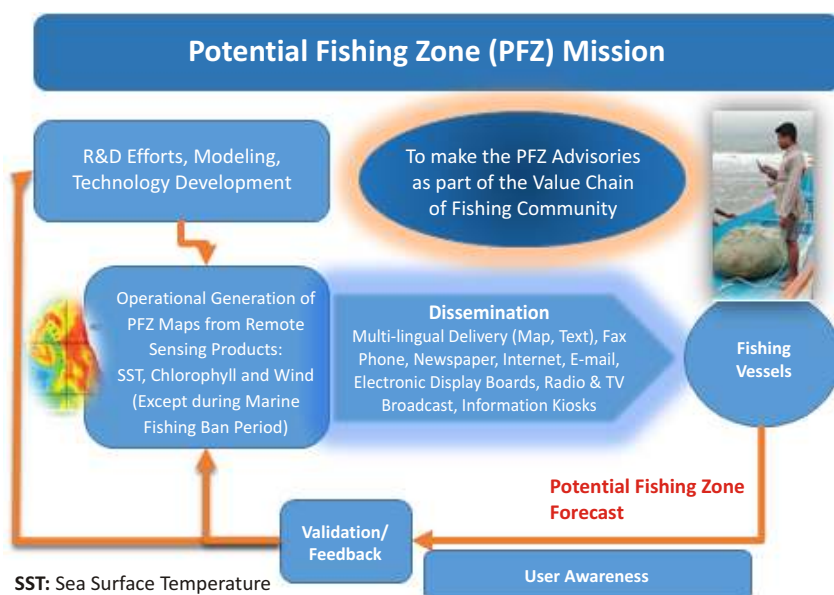 Potential Fishing Zone (PFZ) Mission
R&D Efforts, Modeling,
Technology Development
To make the PFZ Advisories
as part of the Value Chain
of Fishing Community
Operational Generation of
PFZ Maps from Remote
Sensing Products:
SST, Chlorophyll and Wind
(Except during Marine
Fishing Ban Period)
Dissemination
Multi-lingual Delivery (Map, Text), Fax
Phone, Newspaper, Internet, E-mail,
Electronic Display Boards, Radio & TV
Broadcast, Information Kiosks
Fishing
Vessels
Potential Fishing Zone
Forecast
Validation/
Feedback
User Awareness
SST: Sea Surface Temperature